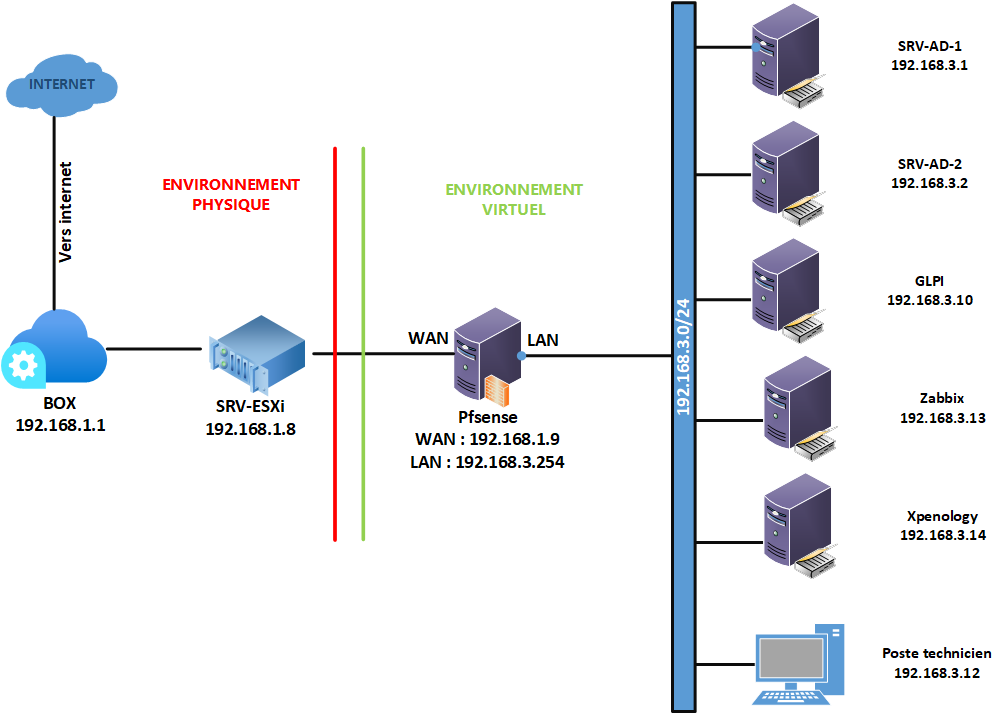 INTERNET
Vers internet
ENVIRONNEMENT
PHYSIQUE
ENVIRONNEMENT
VIRTUEL
BOX
192.168.1.1
SRV-ESXi
192.168.1.8
WAN
LAN
Pfsense
WAN : 192.168.1.9
LAN : 192.168.3.254
192.168.3.0/24
SRV-AD-1
192.168.3.1
SRV-AD-2
192.168.3.2
GLPI
192.168.3.10
Zabbix
192.168.3.13
Xpenology
192.168.3.14
Poste technicien
192.168.3.12